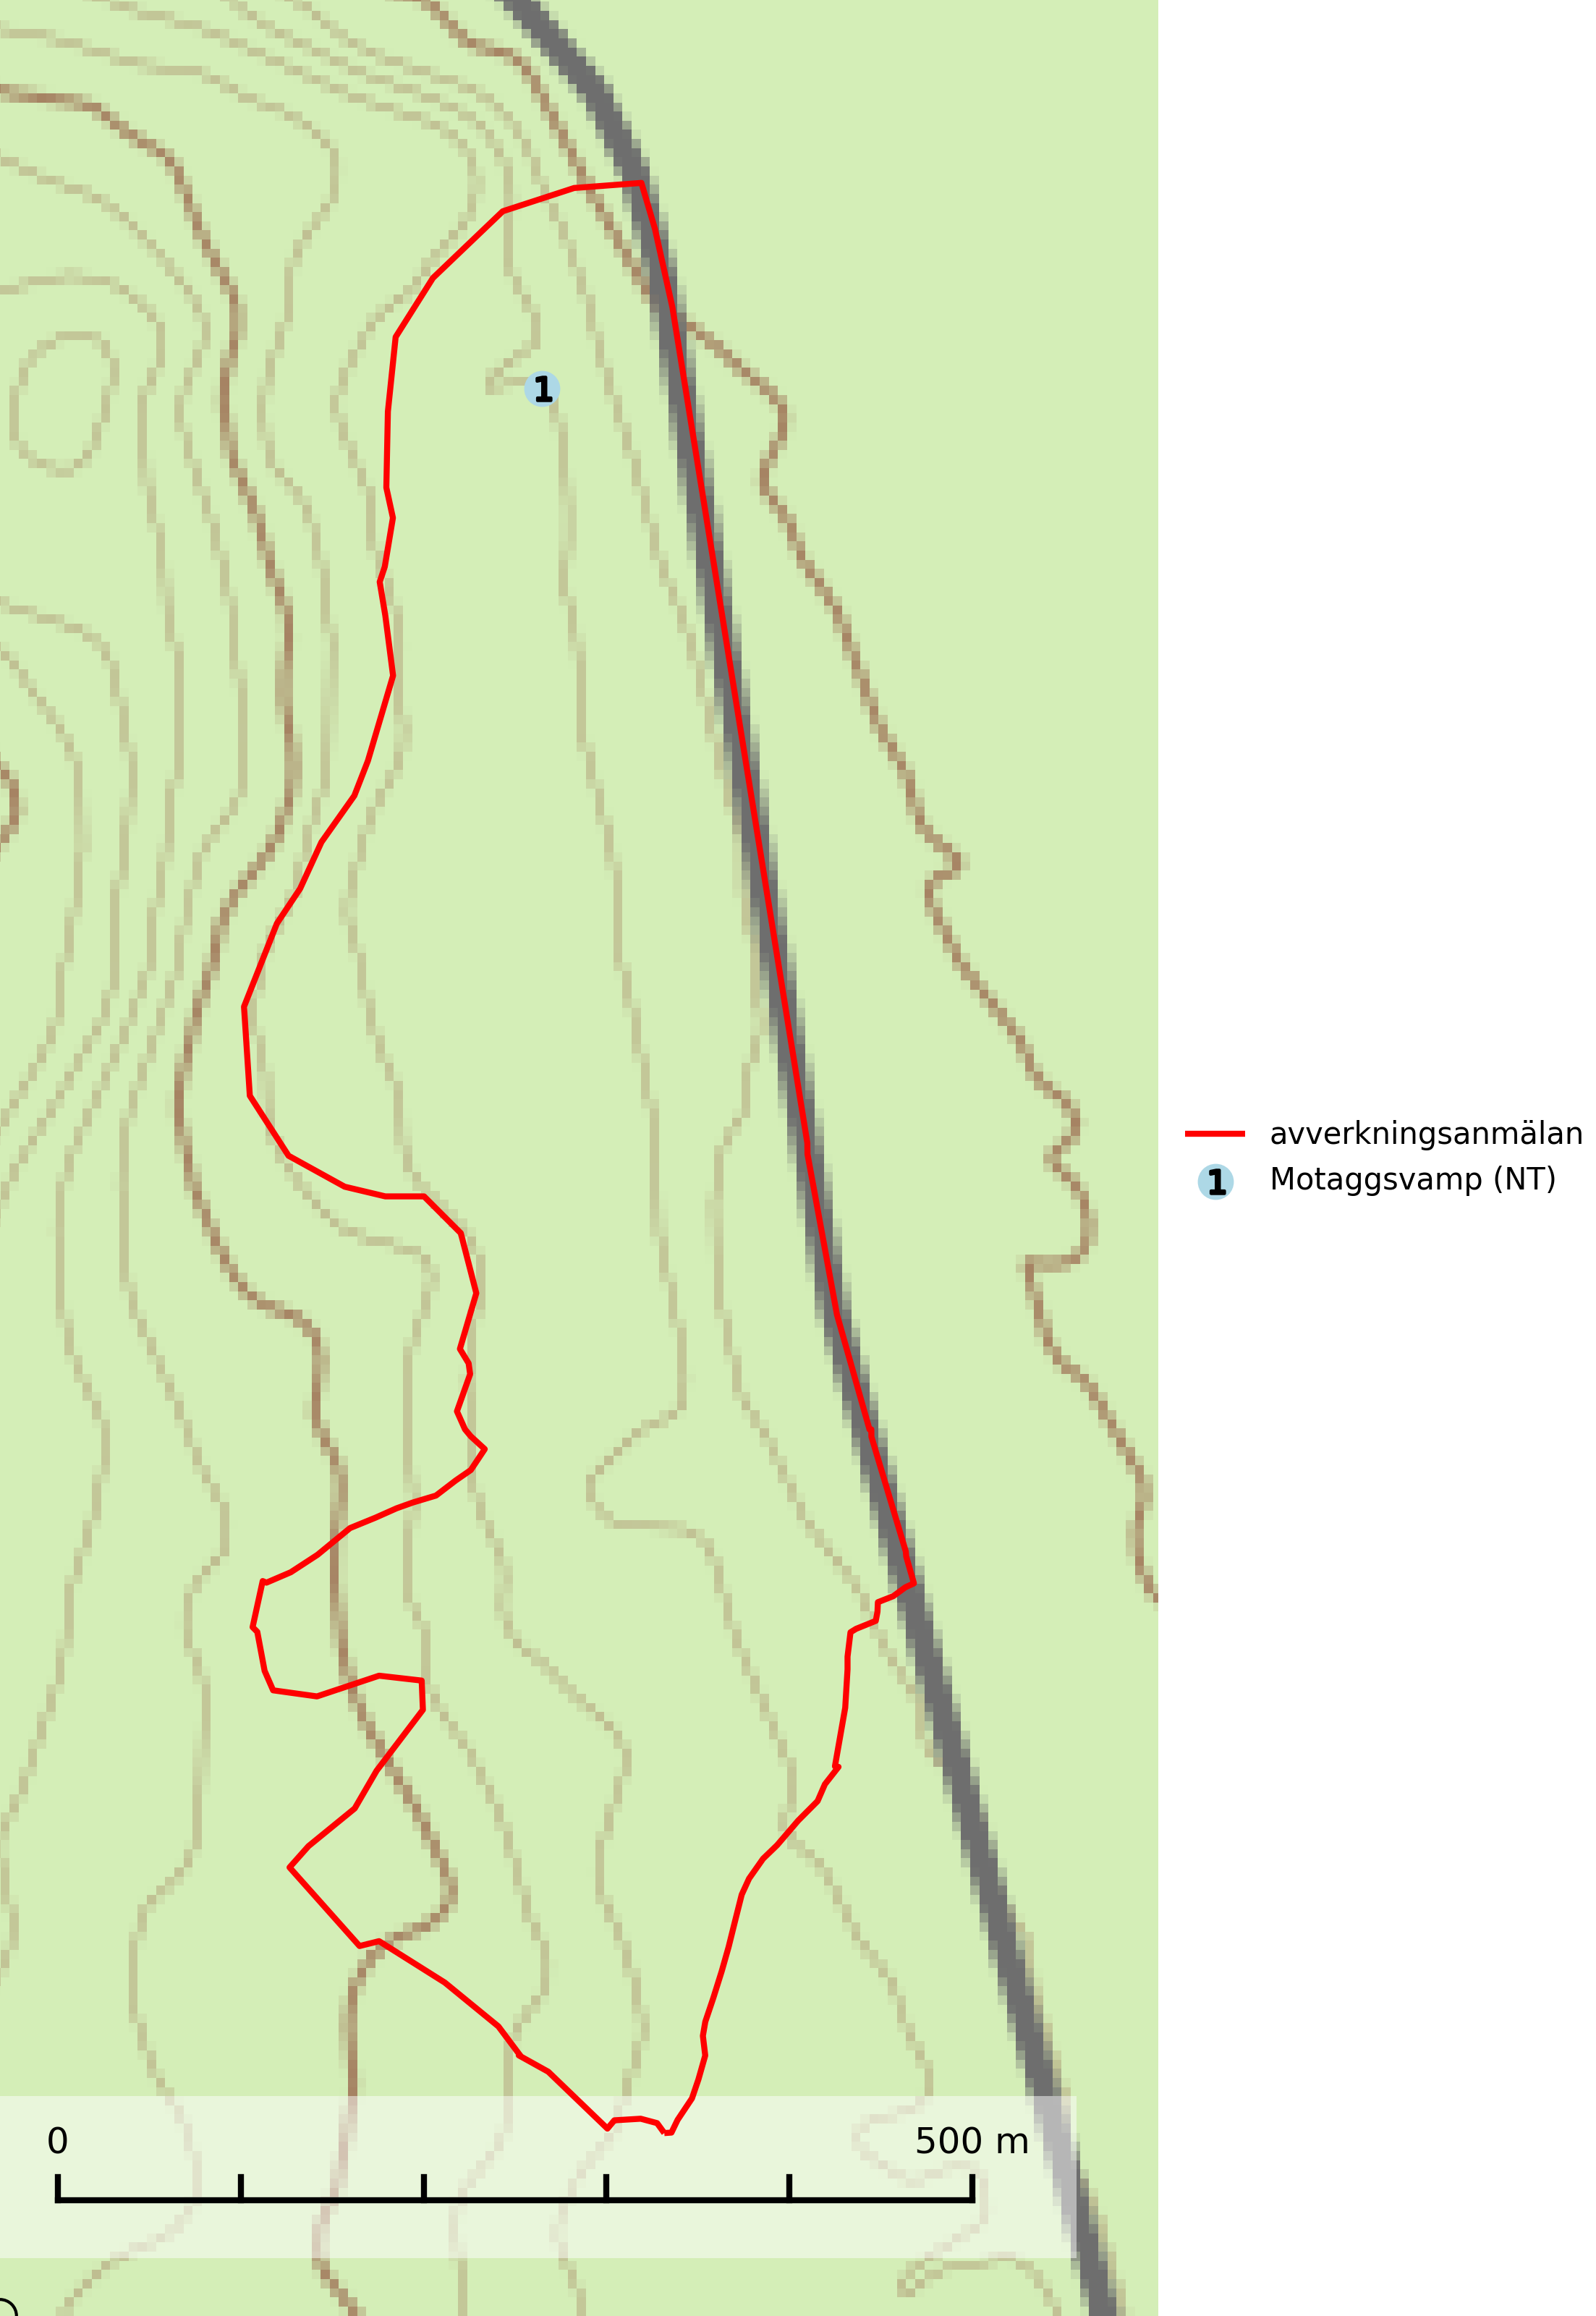 1
avverkningsanmälan
1 Motaggsvamp (NT)
0 500 m